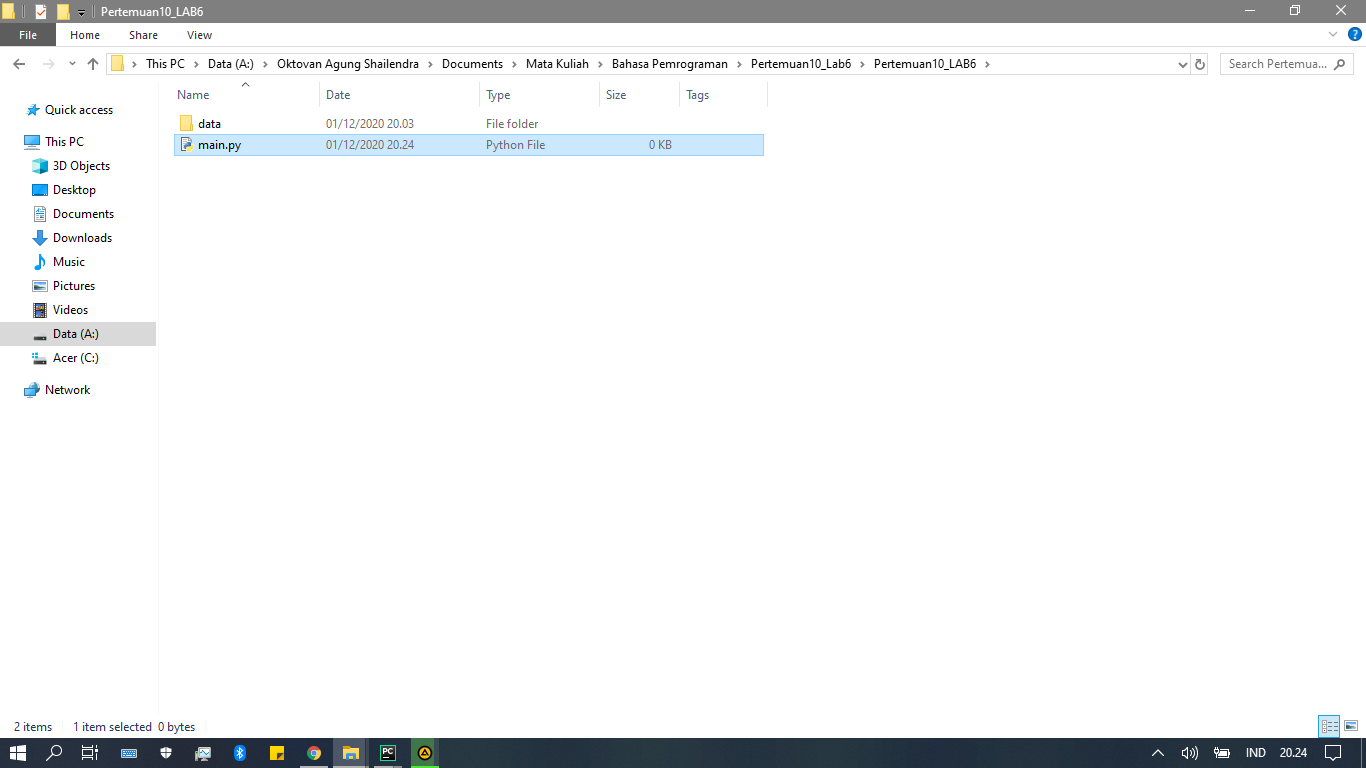 Pertemuan10_LAB6
File Home Share View
This PC Data (A:) Oktovan Agung Shailendra Documents Mata Kuliah Bahasa Pemrograman Pertemuan10_Lab6 Pertemuan10_LAB6 Search Pertemua...
Name Date Type Size Tags
data 01/12/2020 20.03 File folder
main.py 01/12/2020 20.24 Python File 0 KB
Quick access
This PC
3D Objects
Desktop
Documents
Downloads
Music
Pictures
Videos
Data (A:)
Acer (C:)
Network
2 items 1 item selected 0 bytes
PC IND 20.24